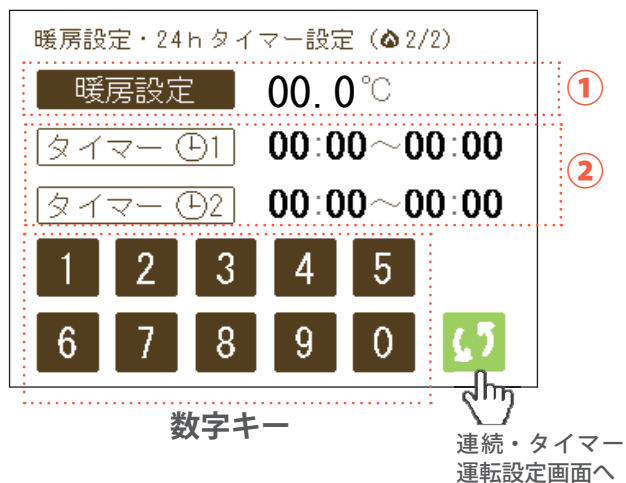 暖房設定・24hタイマー設定（2/2）
暖房設定 00.0℃ ①
タイマー 1 00:00～00:00
②
タイマー 2 00:00～00:00
1 2 3 4 5
6 7 8 9 0
数字キー
連続・タイマー
運転設定画面へ